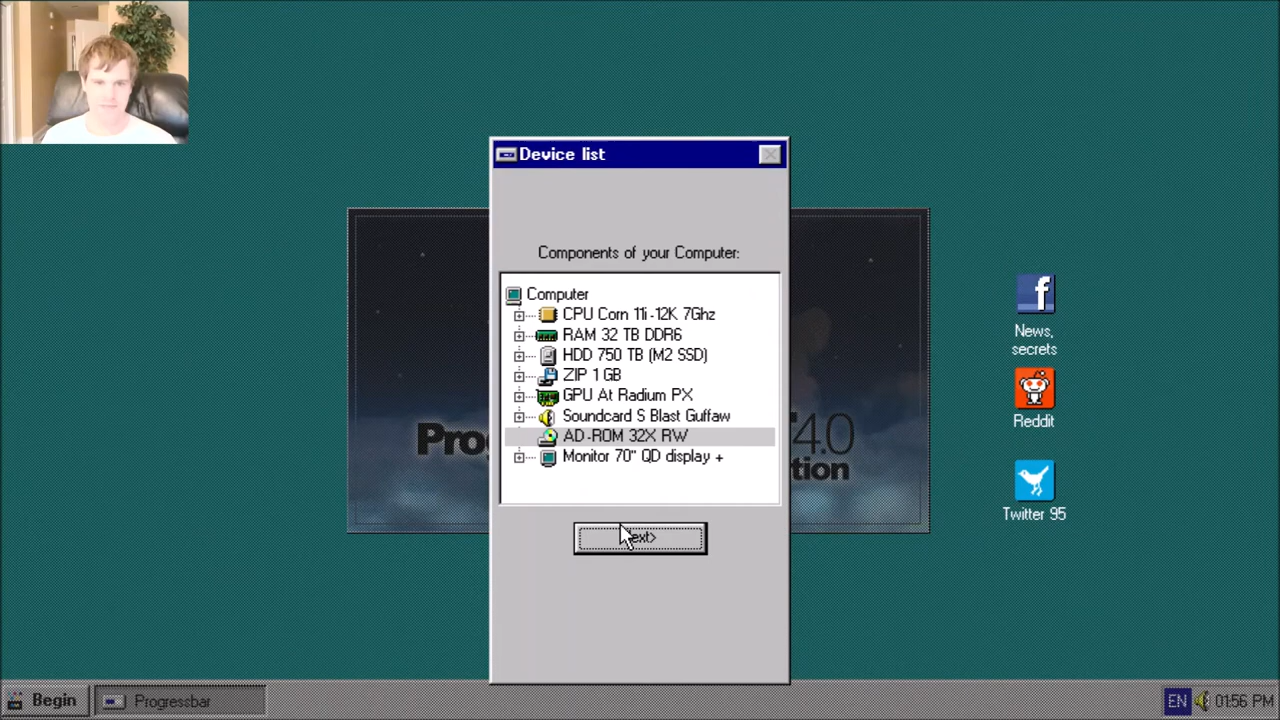 Device list
Components of your Computer:
Computer
CPU Corn 11i-12K 7Ghz
RAM 32 TB DDR6
HDD 750 TB (M2 SSD)
ZIP 1 GB
GPU At Radium PX
Soundcard S Blast Guffaw
AD-ROM 32X RW
Monitor 70" QD display +
News,
secrets
Reddit
Twitter 95
Begin
Progressbar
EN
01:56 PM